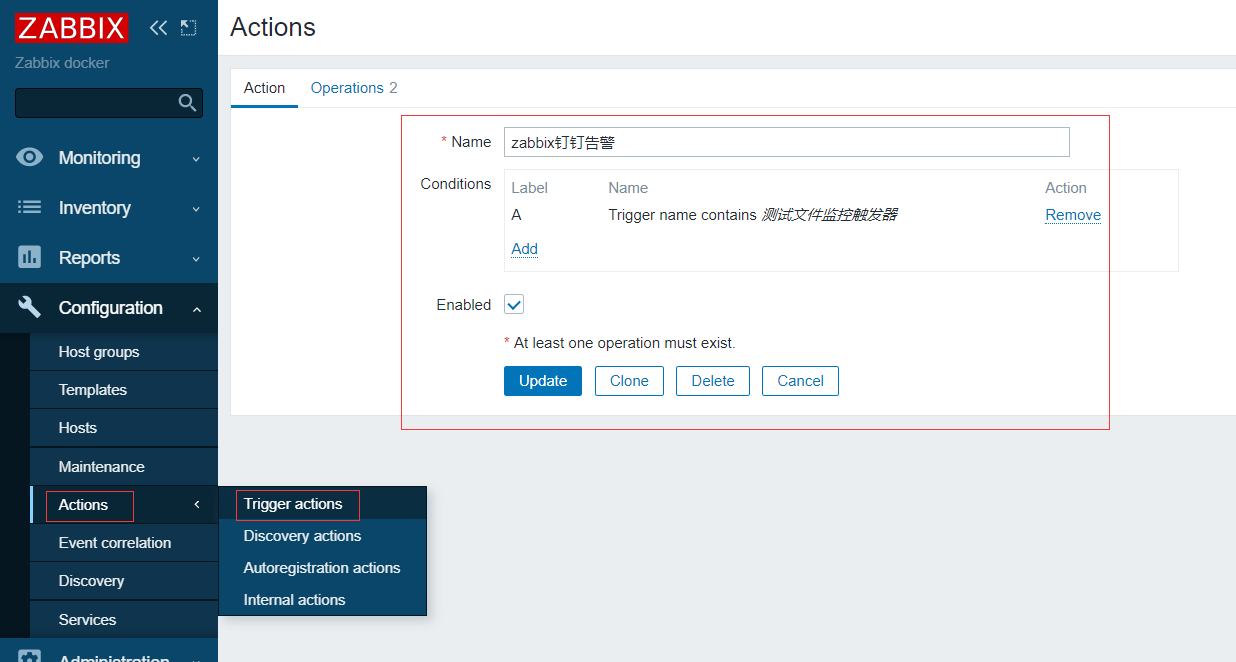 ZABBIX
Zabbix docker
Monitoring
Inventory
Reports
Configuration
Host groups
Templates
Hosts
Maintenance
Actions
Event correlation
Discovery
Services
Administration
Trigger actions
Discovery actions
Autoregistration actions
Internal actions
Actions
Action Operations 2
* Name zabbix钉钉告警
Conditions Label Name Action
A Trigger name contains 测试文件监控触发器 Remove
Add
Enabled
* At least one operation must exist.
Update Clone Delete Cancel